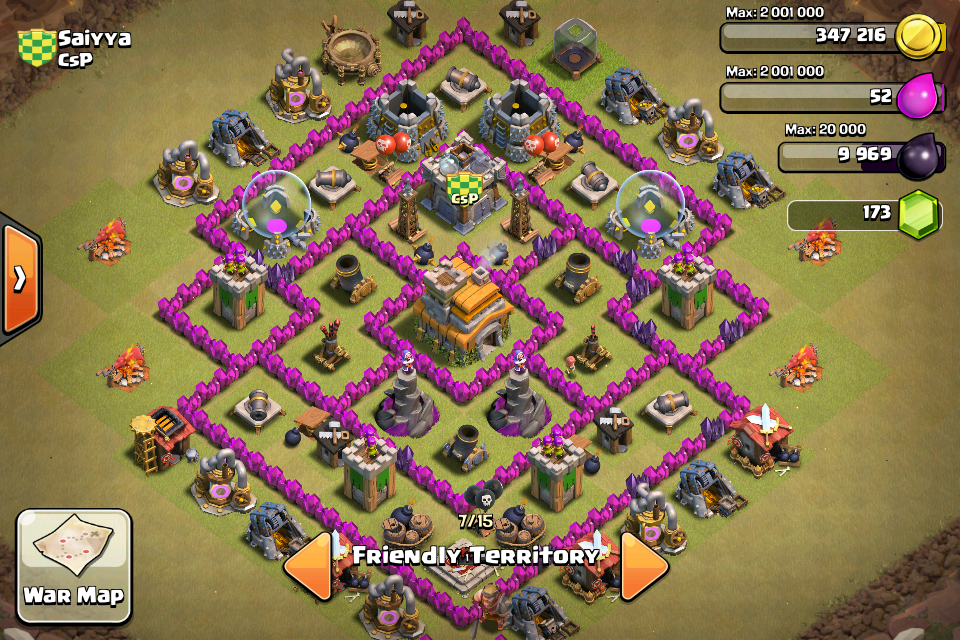 Saiyya
CsP
Max: 2 001 000
347 216
Max: 2 001 000
52
Max: 20 000
9 969
173
CsP
7/15
Friendly Territory
War Map